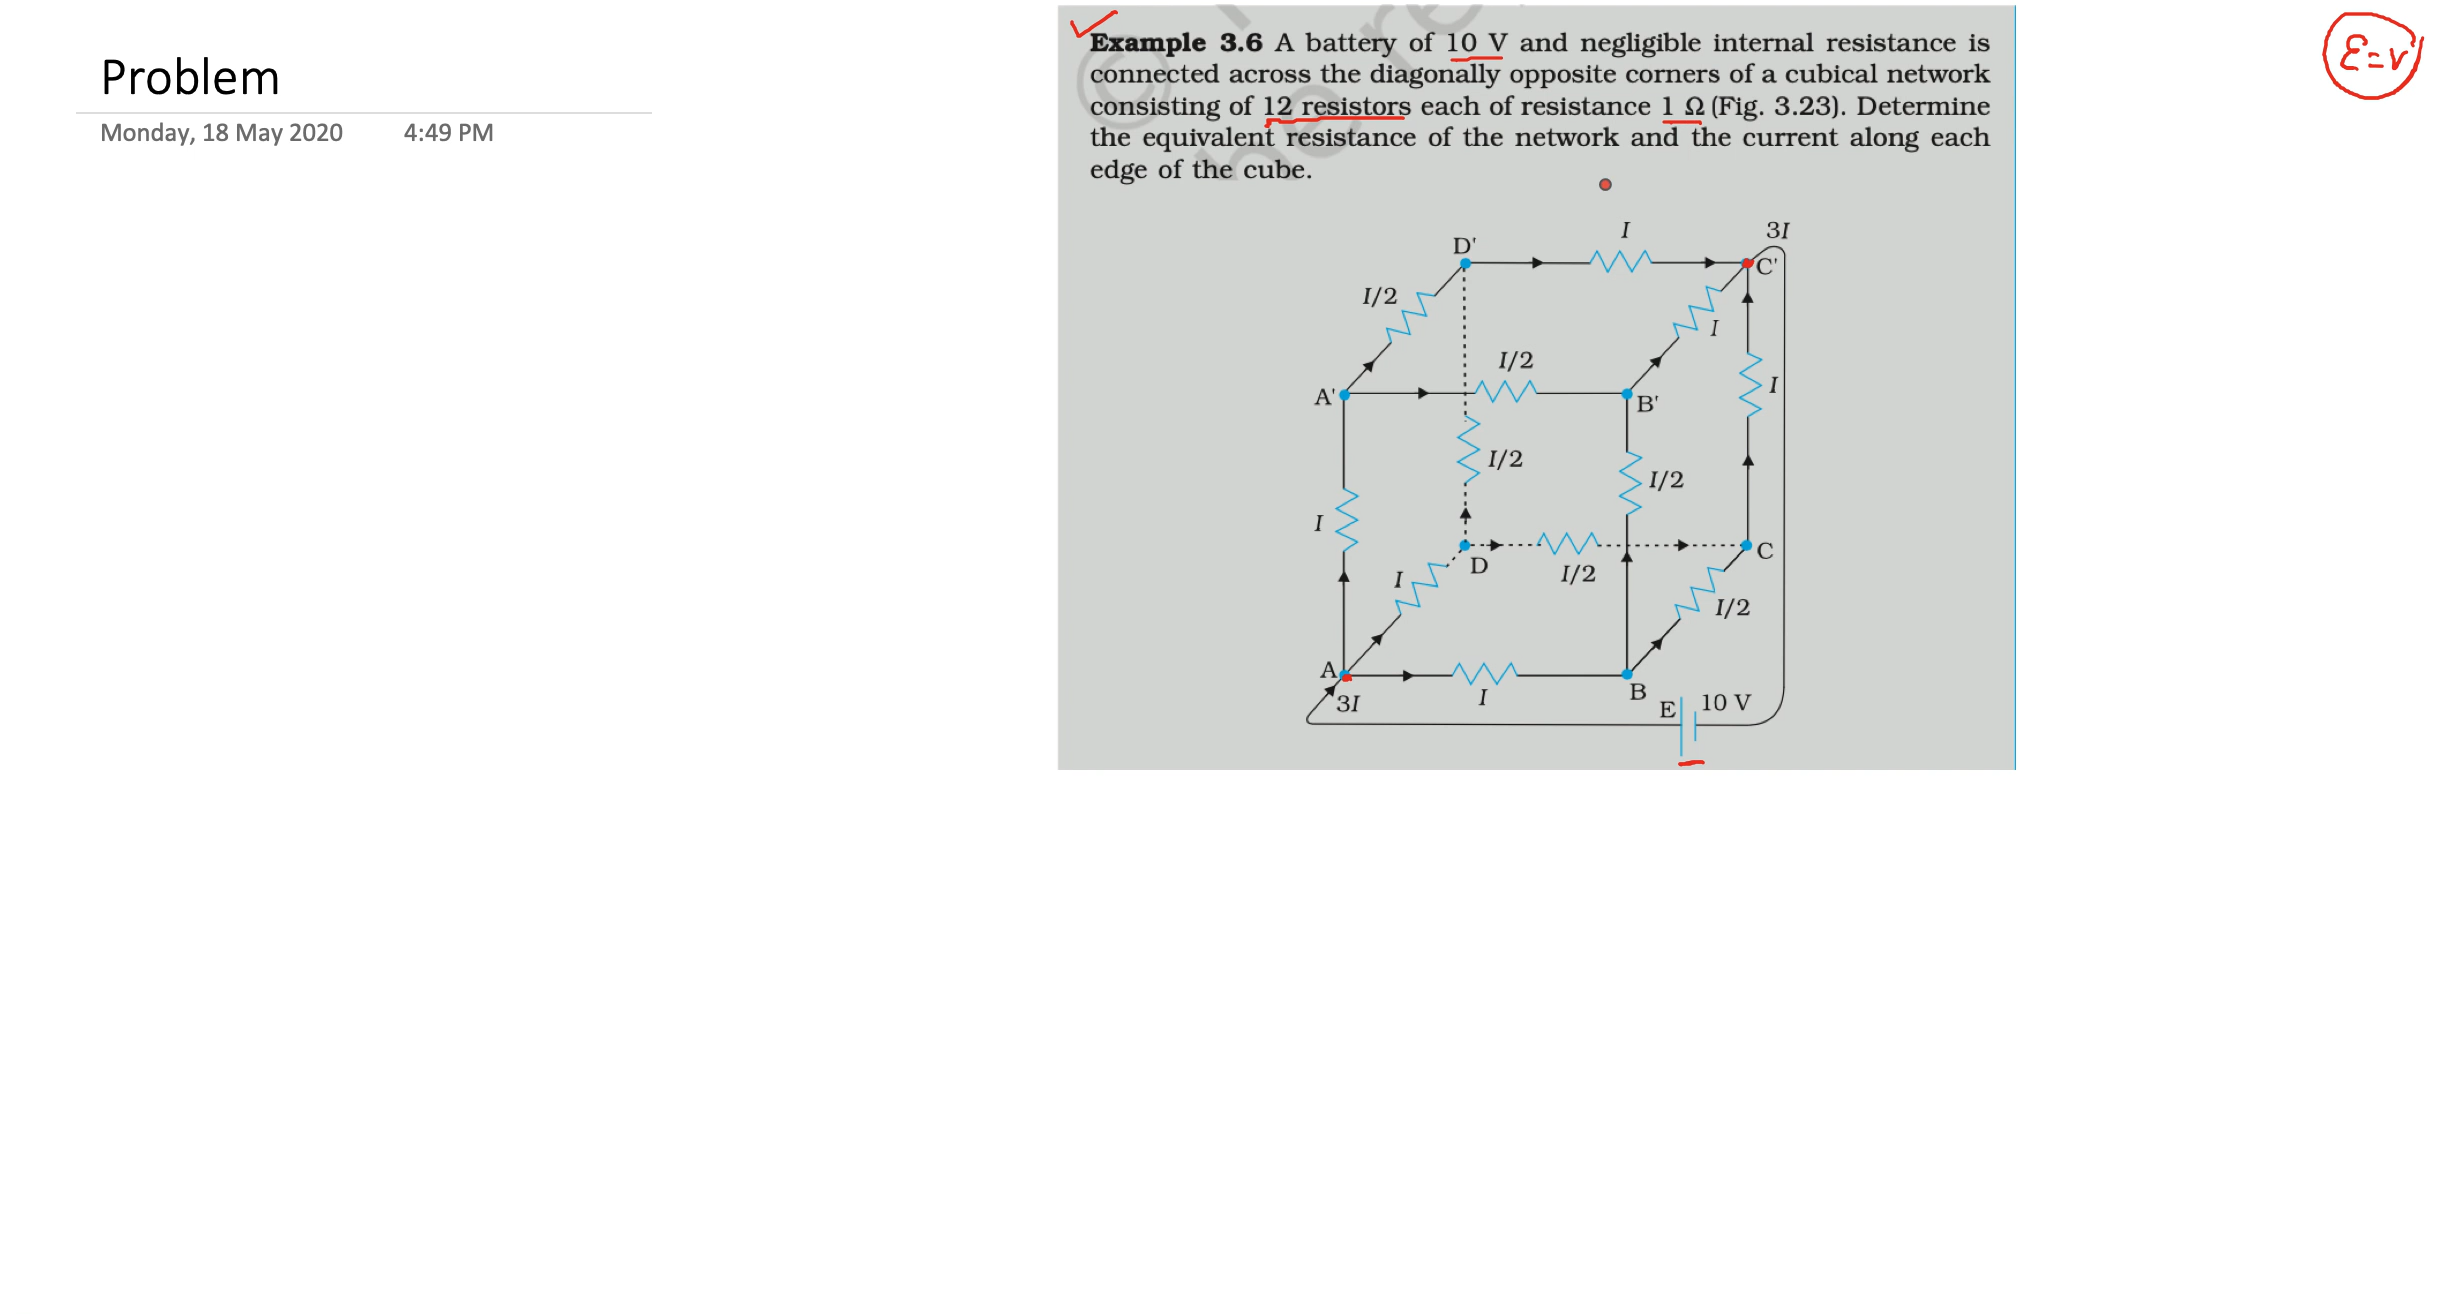 Problem
Monday, 18 May 2020 4:49 PM
Example 3.6 A battery of 10 V and negligible internal resistance is
connected across the diagonally opposite corners of a cubical network
consisting of 12 resistors each of resistance 1 Ω (Fig. 3.23). Determine
the equivalent resistance of the network and the current along each
edge of the cube.
ε=v
I
3I
D'
C'
I/2
I
I/2
A'
B'
I
I/2
I/2
I
D
C
I
I/2
I/2
A
3I
I
B
E
10 V